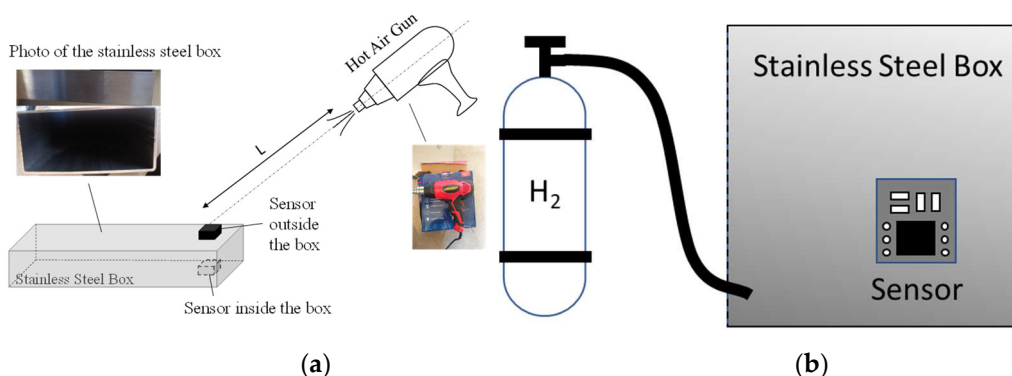 Photo of the stainless steel box
Hot Air Gun
L
Sensor
outside
the box
Stainless Steel Box
Sensor inside the box
(a)
H₂
Stainless Steel Box
Sensor
(b)